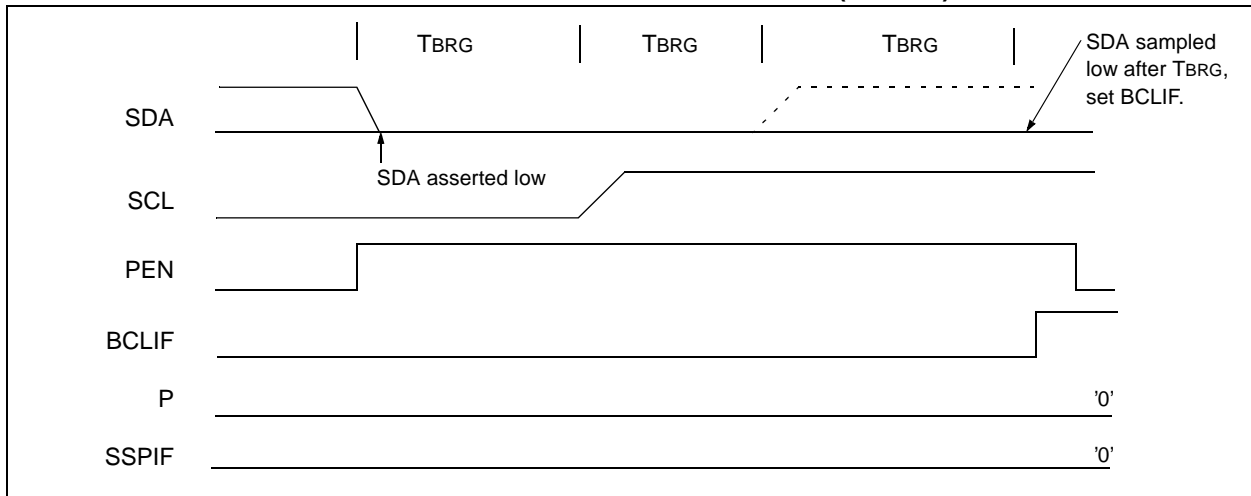 TBRG TBRG TBRG
SDA sampled
low after TBRG,
set BCLIF.
SDA
SDA asserted low
SCL
PEN
BCLIF
P '0'
SSPIF '0'